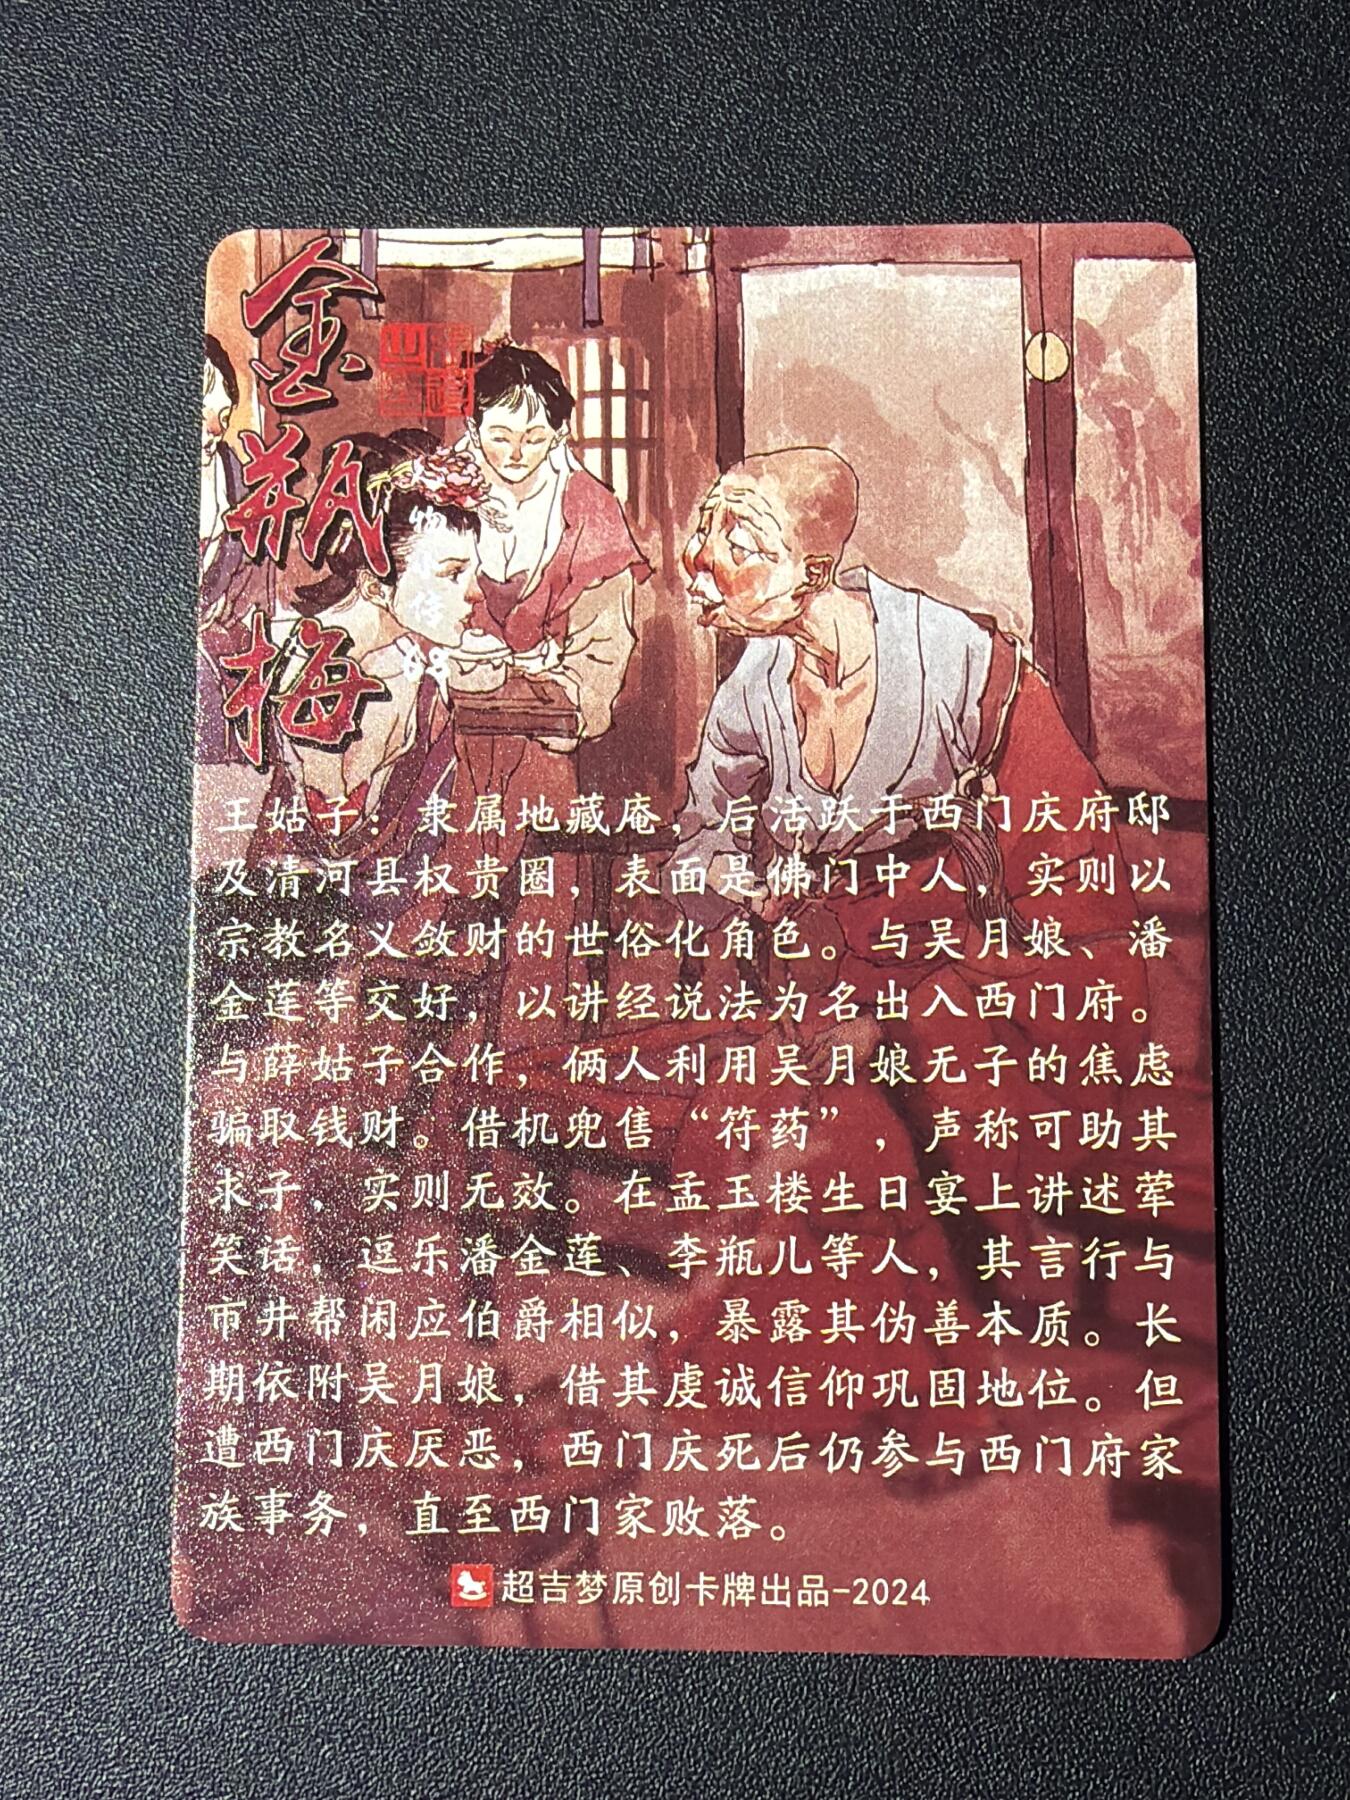 金瓶梅
王姑子：隶属地藏庵，后活跃于西门庆府邸
及清河县权贵圈，表面是佛门中人，实则以
宗教名义敛财的世俗化角色。与吴月娘、潘
金莲等交好，以讲经说法为名出入西门府。
与薛姑子合作，俩人利用吴月娘无子的焦虑
骗取钱财。借机兜售“符药”，声称可助其
求子，实则无效。在孟玉楼生日宴上讲述荤
笑话，逗乐潘金莲、李瓶儿等人，其言行与
市井帮闲应伯爵相似，暴露其伪善本质。长
期依附吴月娘，借其虔诚信仰巩固地位。但
遭西门庆厌恶，西门庆死后仍参与西门府家
族事务，直至西门家败落。
超吉梦原创卡牌出品-2024